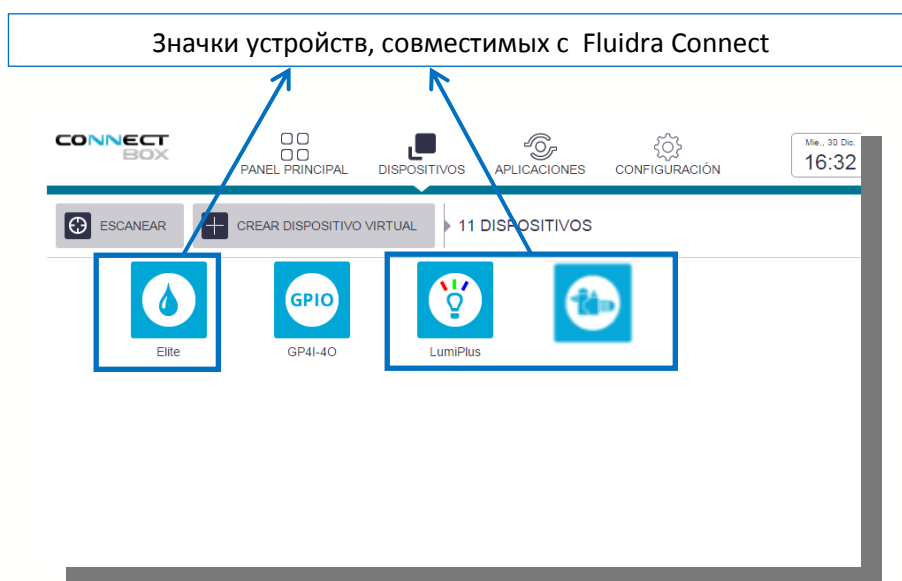 Значки устройств, совместимых с Fluidra Connect
CONNECT
BOX
PANEL PRINCIPAL DISPOSITIVOS APLICACIONES CONFIGURACIÓN
Mie., 30 Dic.
16:32
ESCANEAR CREAR DISPOSITIVO VIRTUAL 11 DISPOSITIVOS
GPIO
Elite GP4I-4O LumiPlus